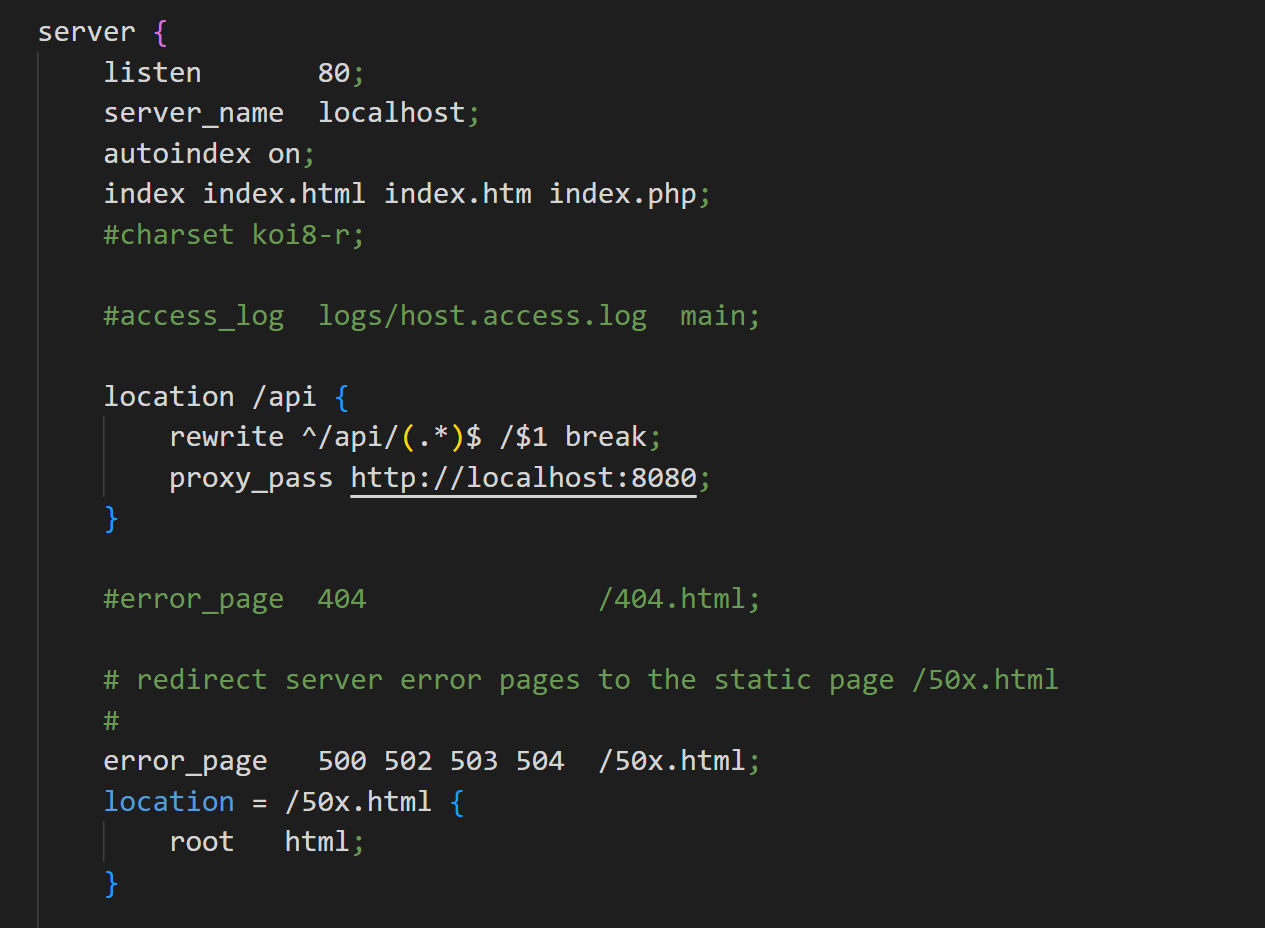 server {
    listen       80;
    server_name  localhost;
    autoindex on;
    index index.html index.htm index.php;
    #charset koi8-r;

    #access_log  logs/host.access.log  main;

    location /api {
        rewrite ^/api/(.*)$ /$1 break;
        proxy_pass http://localhost:8080;
    }

    #error_page  404              /404.html;

    # redirect server error pages to the static page /50x.html
    #
    error_page   500 502 503 504  /50x.html;
    location = /50x.html {
        root   html;
    }